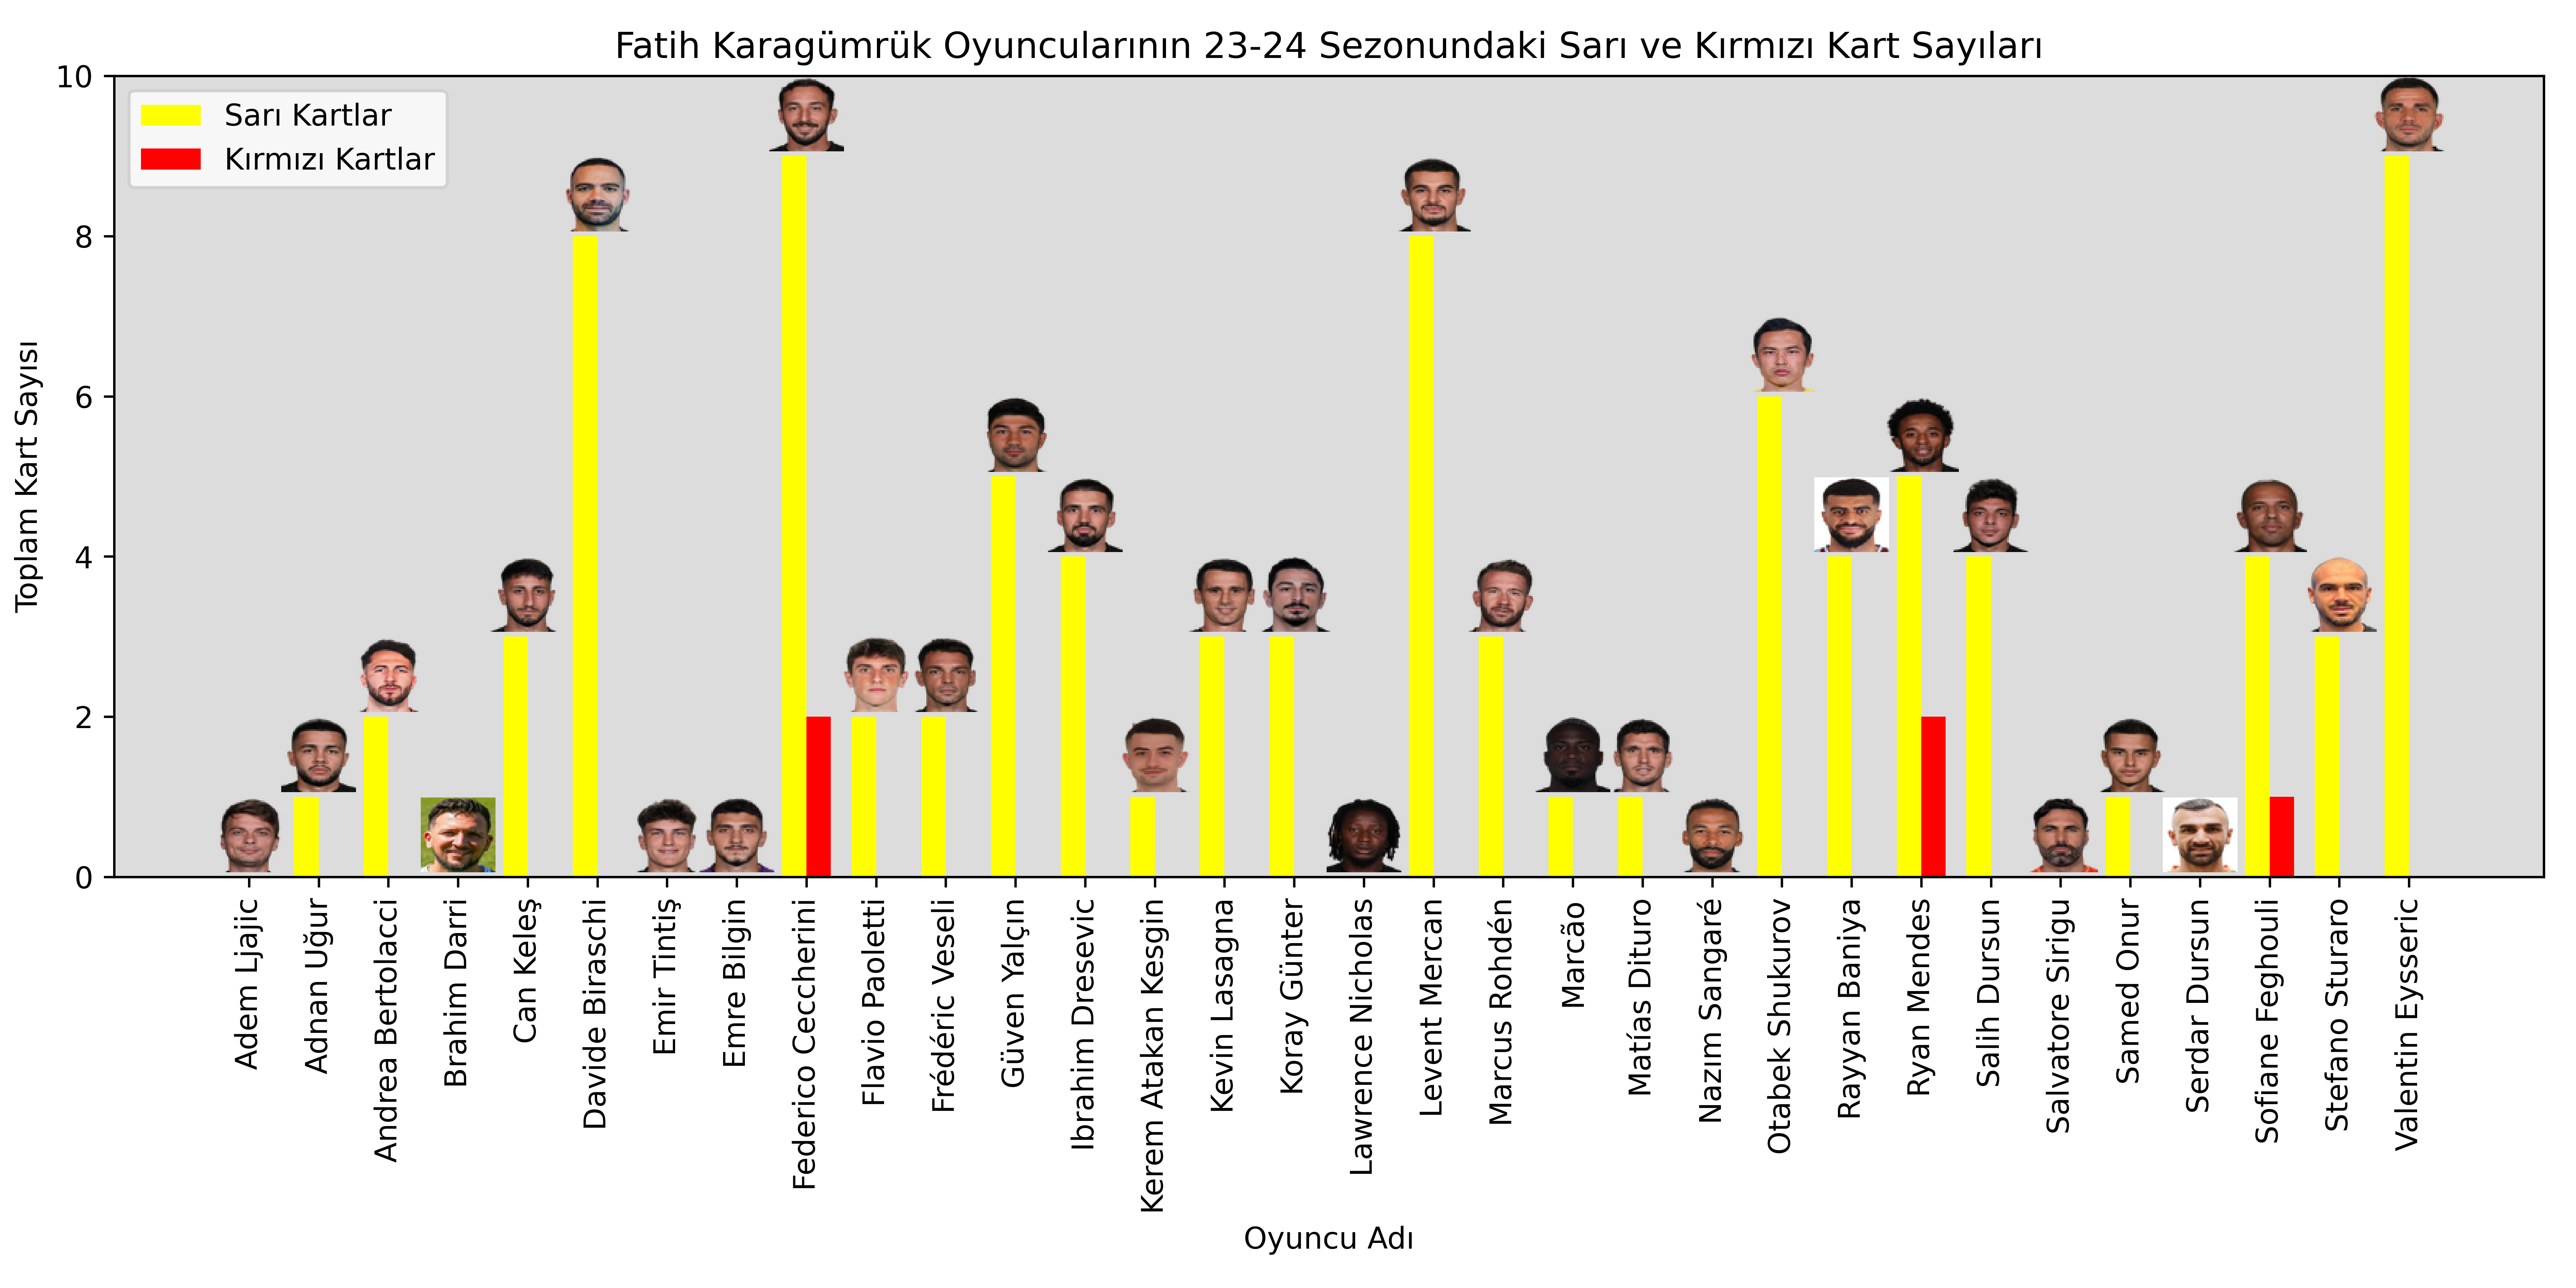 Fatih Karagümrük Oyuncularının 23-24 Sezonundaki Sarı ve Kırmızı Kart Sayıları
Sarı Kartlar
Kırmızı Kartlar
Toplam Kart Sayısı
10
8
6
4
2
0
Adem Ljajic
Adnan Uğur
Andrea Bertolacci
Brahim Darri
Can Keleş
Davide Biraschi
Emir Tintiş
Emre Bilgin
Federico Ceccherini
Flavio Paoletti
Frédéric Veseli
Güven Yalçın
Ibrahim Dresevic
Kerem Atakan Kesgin
Kevin Lasagna
Koray Günter
Lawrence Nicholas
Levent Mercan
Marcus Rohdén
Marcão
Matías Dituro
Nazım Sangaré
Otabek Shukurov
Rayyan Baniya
Ryan Mendes
Salih Dursun
Salvatore Sirigu
Samed Onur
Serdar Dursun
Sofiane Feghouli
Stefano Sturaro
Valentin Eysseric
Oyuncu Adı